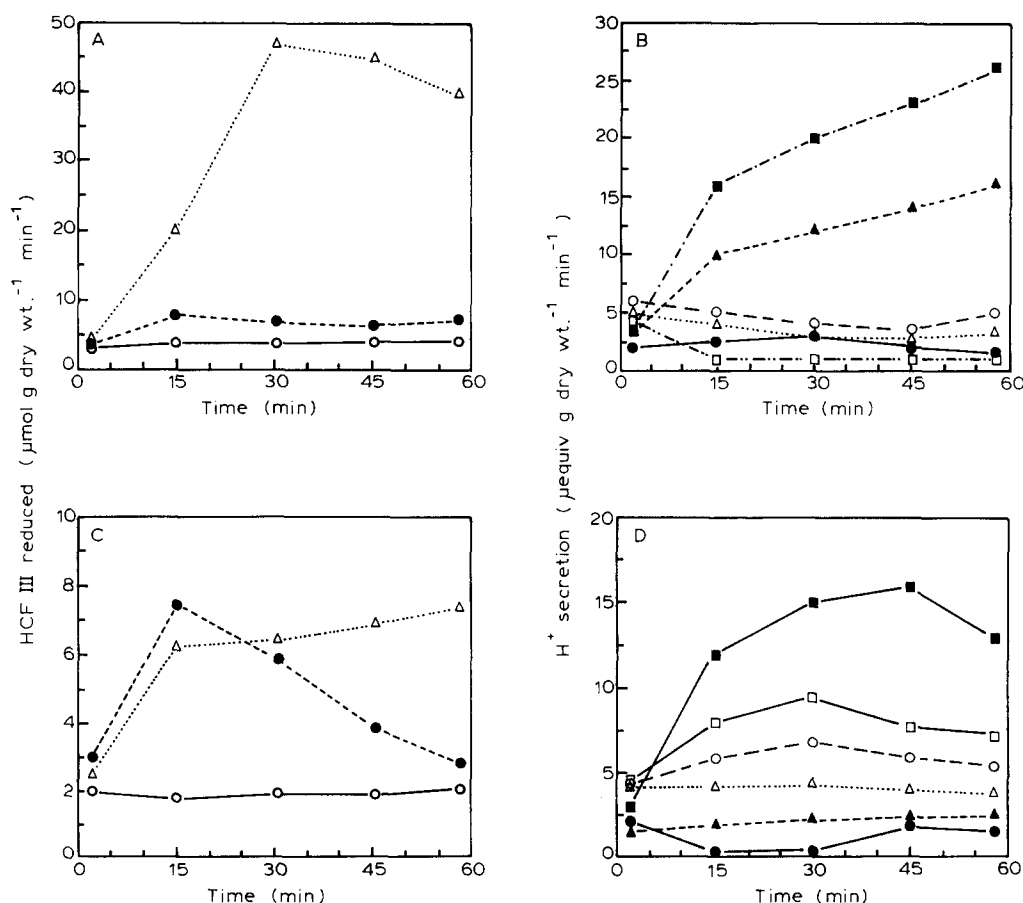 HCF III reduced (μmol g dry wt.⁻¹ min⁻¹)
A
50
40
30
20
10
0
0 15 30 45 60
Time (min)
H⁺ secretion (μequiv g dry wt.⁻¹ min⁻¹)
B
30
25
20
15
10
5
0
0 15 30 45 60
Time (min)
C
10
8
6
4
2
0
0 15 30 45 60
Time (min)
D
20
15
10
5
0
0 15 30 45 60
Time (min)